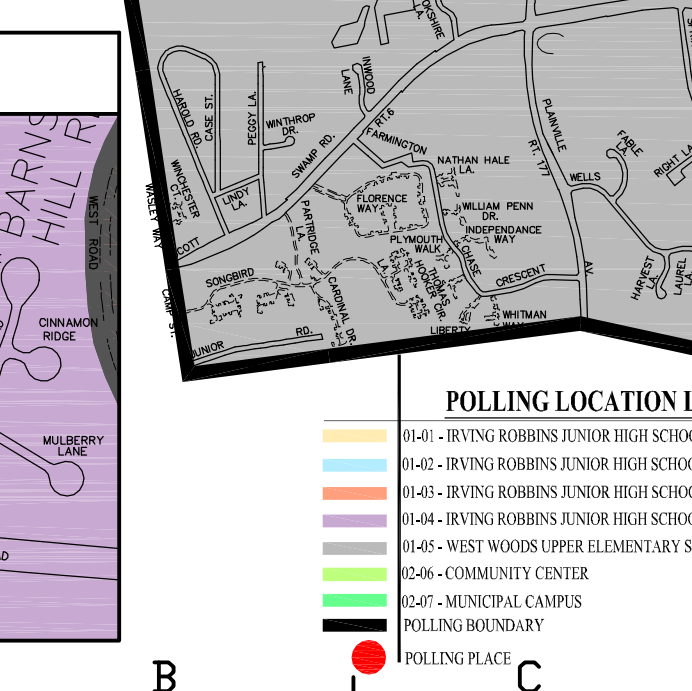 BARNS
HILL
WEST ROAD
CINNAMON
RIDGE
MULBERRY
LANE
HAROLD RD.
CASE ST.
PEGGY LA.
WINTHROP
DR.
INWOOD
LANE
LA.
SWAMP RD.
RT.6
FARMINGTON
WINCHESTER
CT.
LINDY
LA.
WASLEY WAY
PARTRIDGE
LA.
FLORENCE
WAY
NATHAN HALE
LA.
WILLIAM PENN
DR.
INDEPENDANCE
WAY
PLYMOUTH
WALK
CHASE
THOMAS
HOOKER CIR.
LA.
SONGBIRD
CARDINAL DR.
CAMP ST.
RD.
LIBERTY
WHITMAN
WAY
CRESCENT
PLAINVILLE
RT. 177
AV.
WELLS
FABLE
LA.
HARVEST
LA.
LAUREL
LA.
POLLING LOCATION L
01-01 - IRVING ROBBINS JUNIOR HIGH SCHOO
01-02 - IRVING ROBBINS JUNIOR HIGH SCHOO
01-03 - IRVING ROBBINS JUNIOR HIGH SCHOO
01-04 - IRVING ROBBINS JUNIOR HIGH SCHOO
01-05 - WEST WOODS UPPER ELEMENTARY S
02-06 - COMMUNITY CENTER
02-07 - MUNICIPAL CAMPUS
POLLING BOUNDARY
POLLING PLACE
B
C